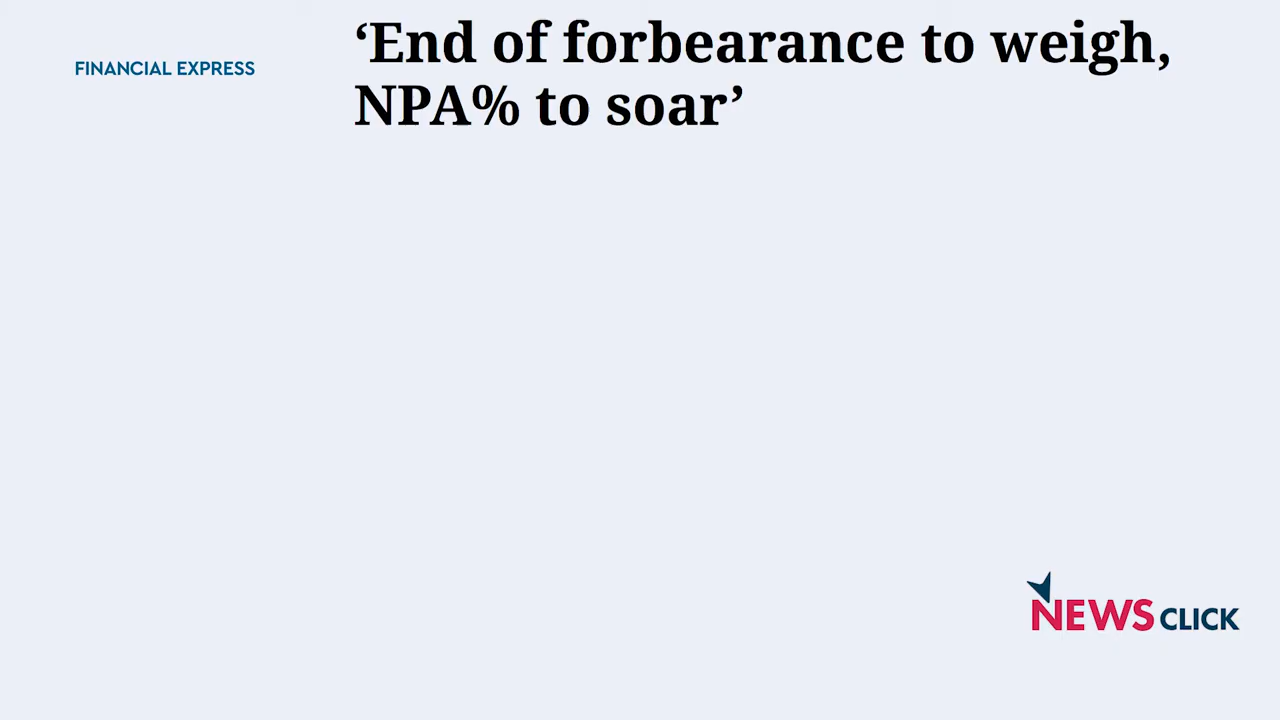 FINANCIAL EXPRESS
‘End of forbearance to weigh,
NPA% to soar’
NEWS CLICK